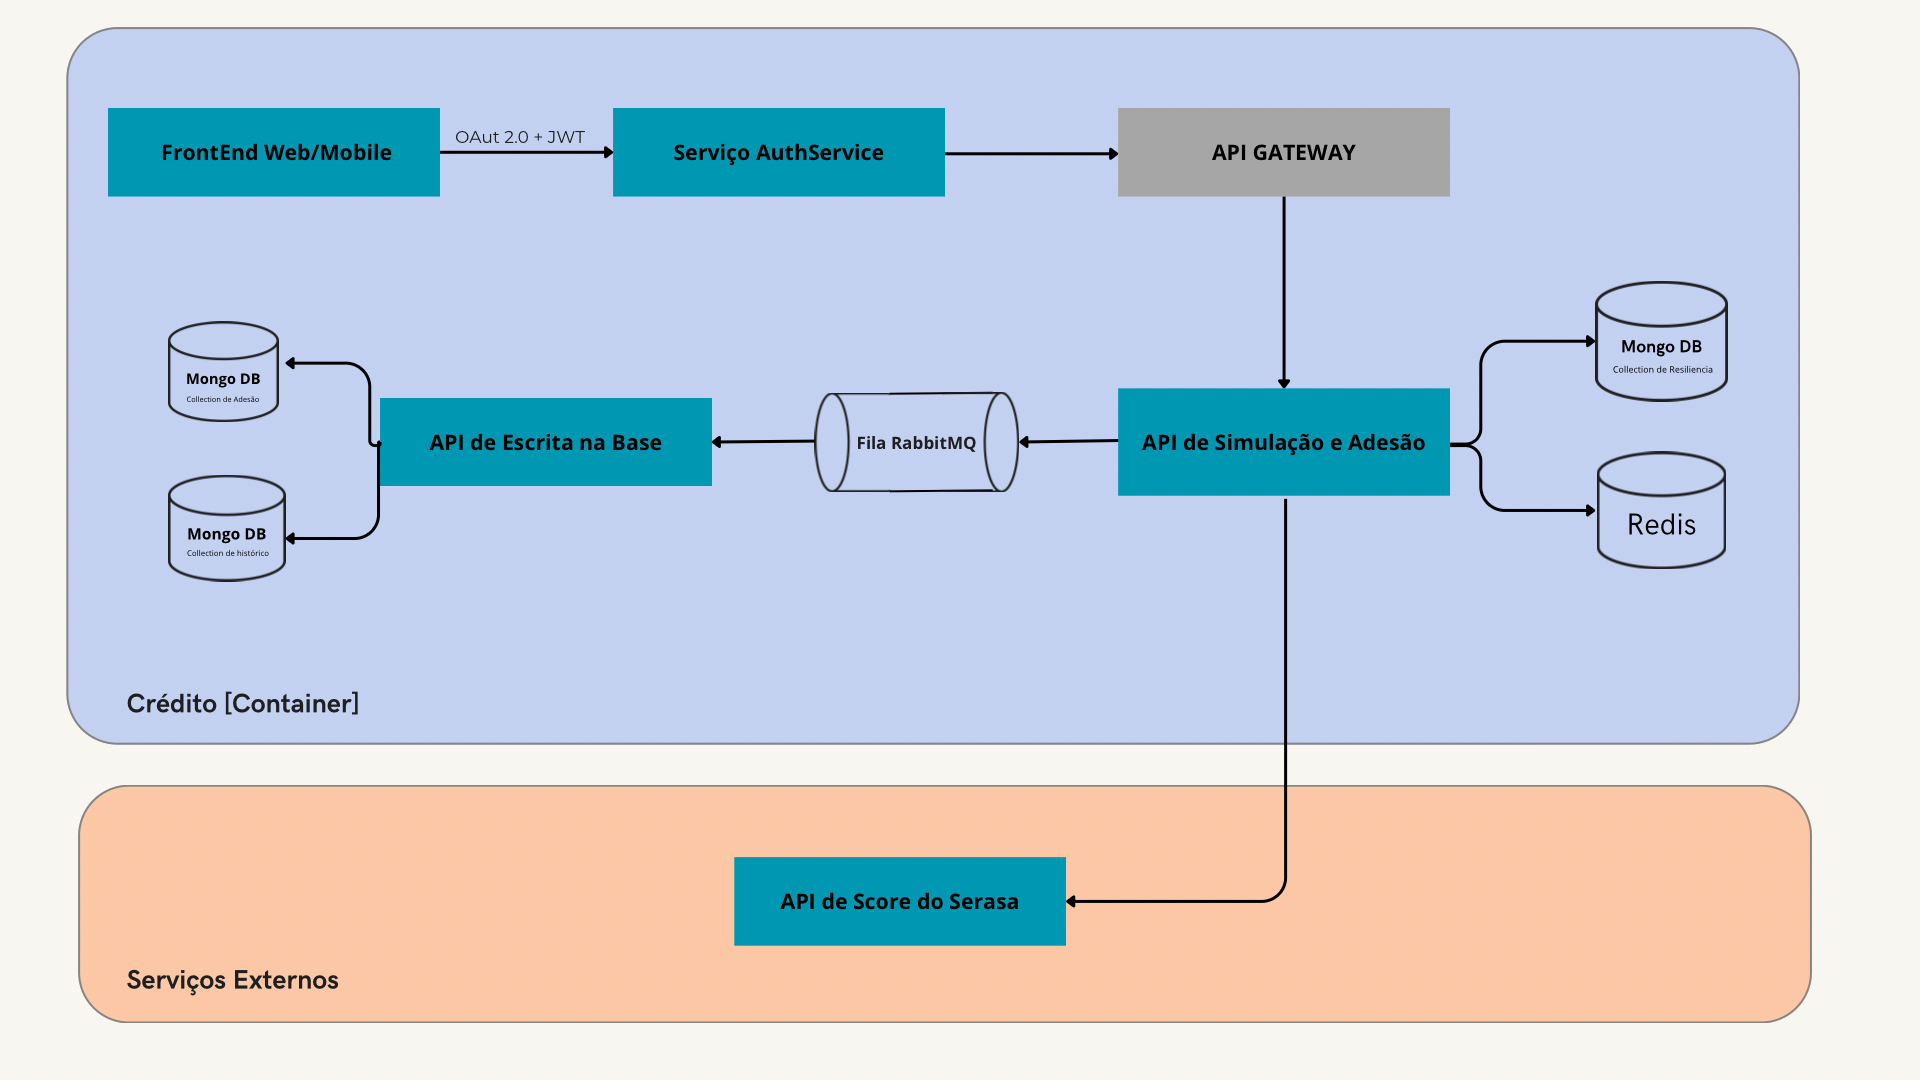 FrontEnd Web/Mobile
OAut 2.0 + JWT
Serviço AuthService
API GATEWAY
Mongo DB
Collection de Adesão
Mongo DB
Collection de histórico
API de Escrita na Base
Fila RabbitMQ
API de Simulação e Adesão
Mongo DB
Collection de Resiliencia
Redis
Crédito [Container]
API de Score do Serasa
Serviços Externos